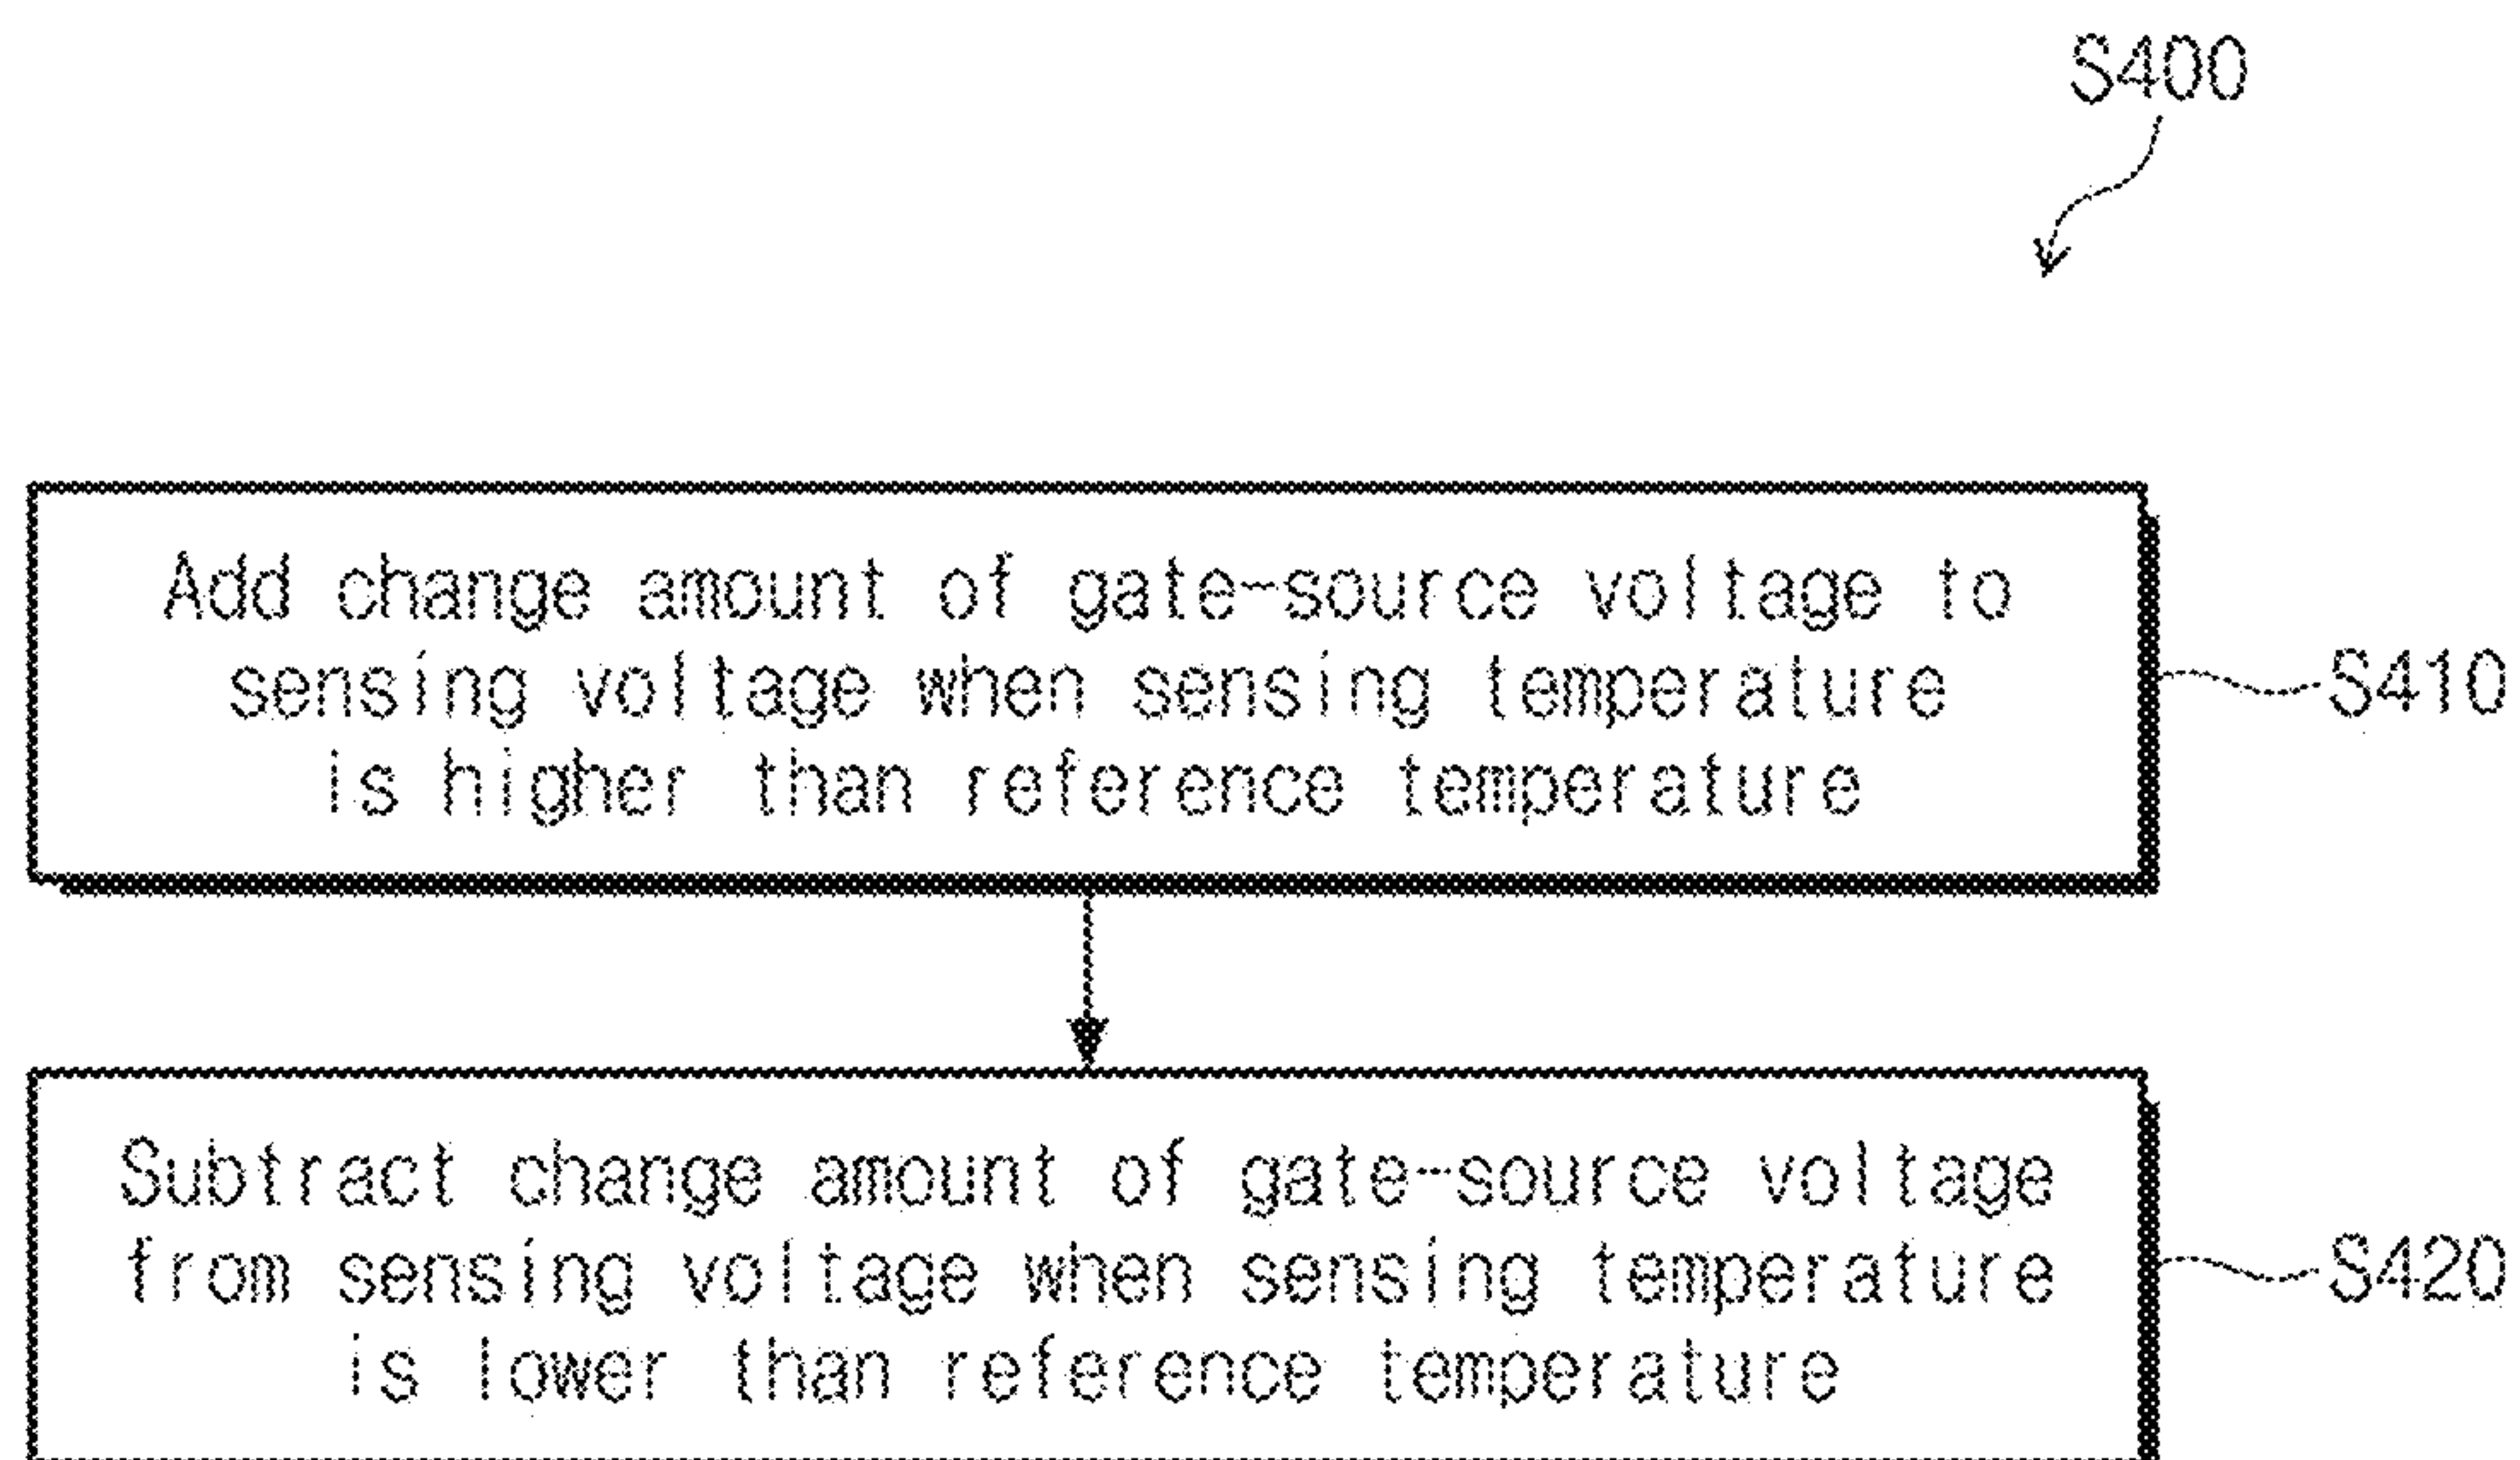 S400
Add change amount of gate-source voltage to
sensing voltage when sensing temperature
is higher than reference temperature
S410
Subtract change amount of gate-source voltage
from sensing voltage when sensing temperature
is lower than reference temperature
S420